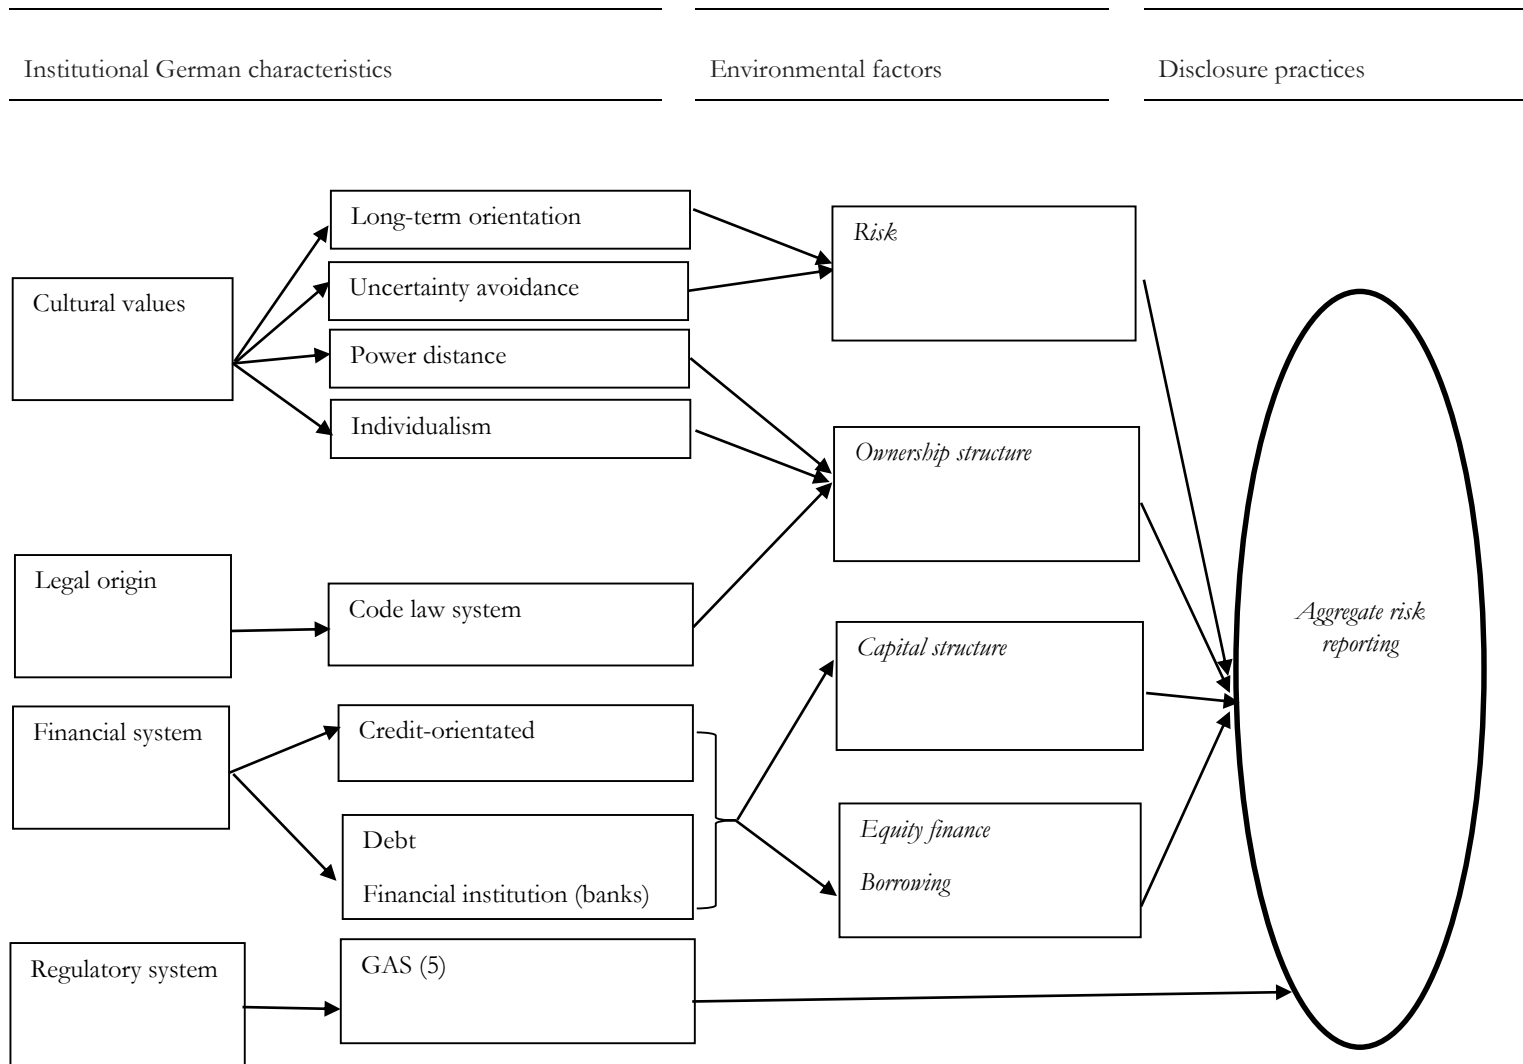 Institutional German characteristics
Environmental factors
Disclosure practices
Long-term orientation
Risk
Uncertainty avoidance
Cultural values
Power distance
Individualism
Ownership structure
Legal origin
Code law system
Aggregate risk
reporting
Capital structure
Financial system
Credit-orientated
Debt
Financial institution (banks)
Equity finance
Borrowing
Regulatory system
GAS (5)